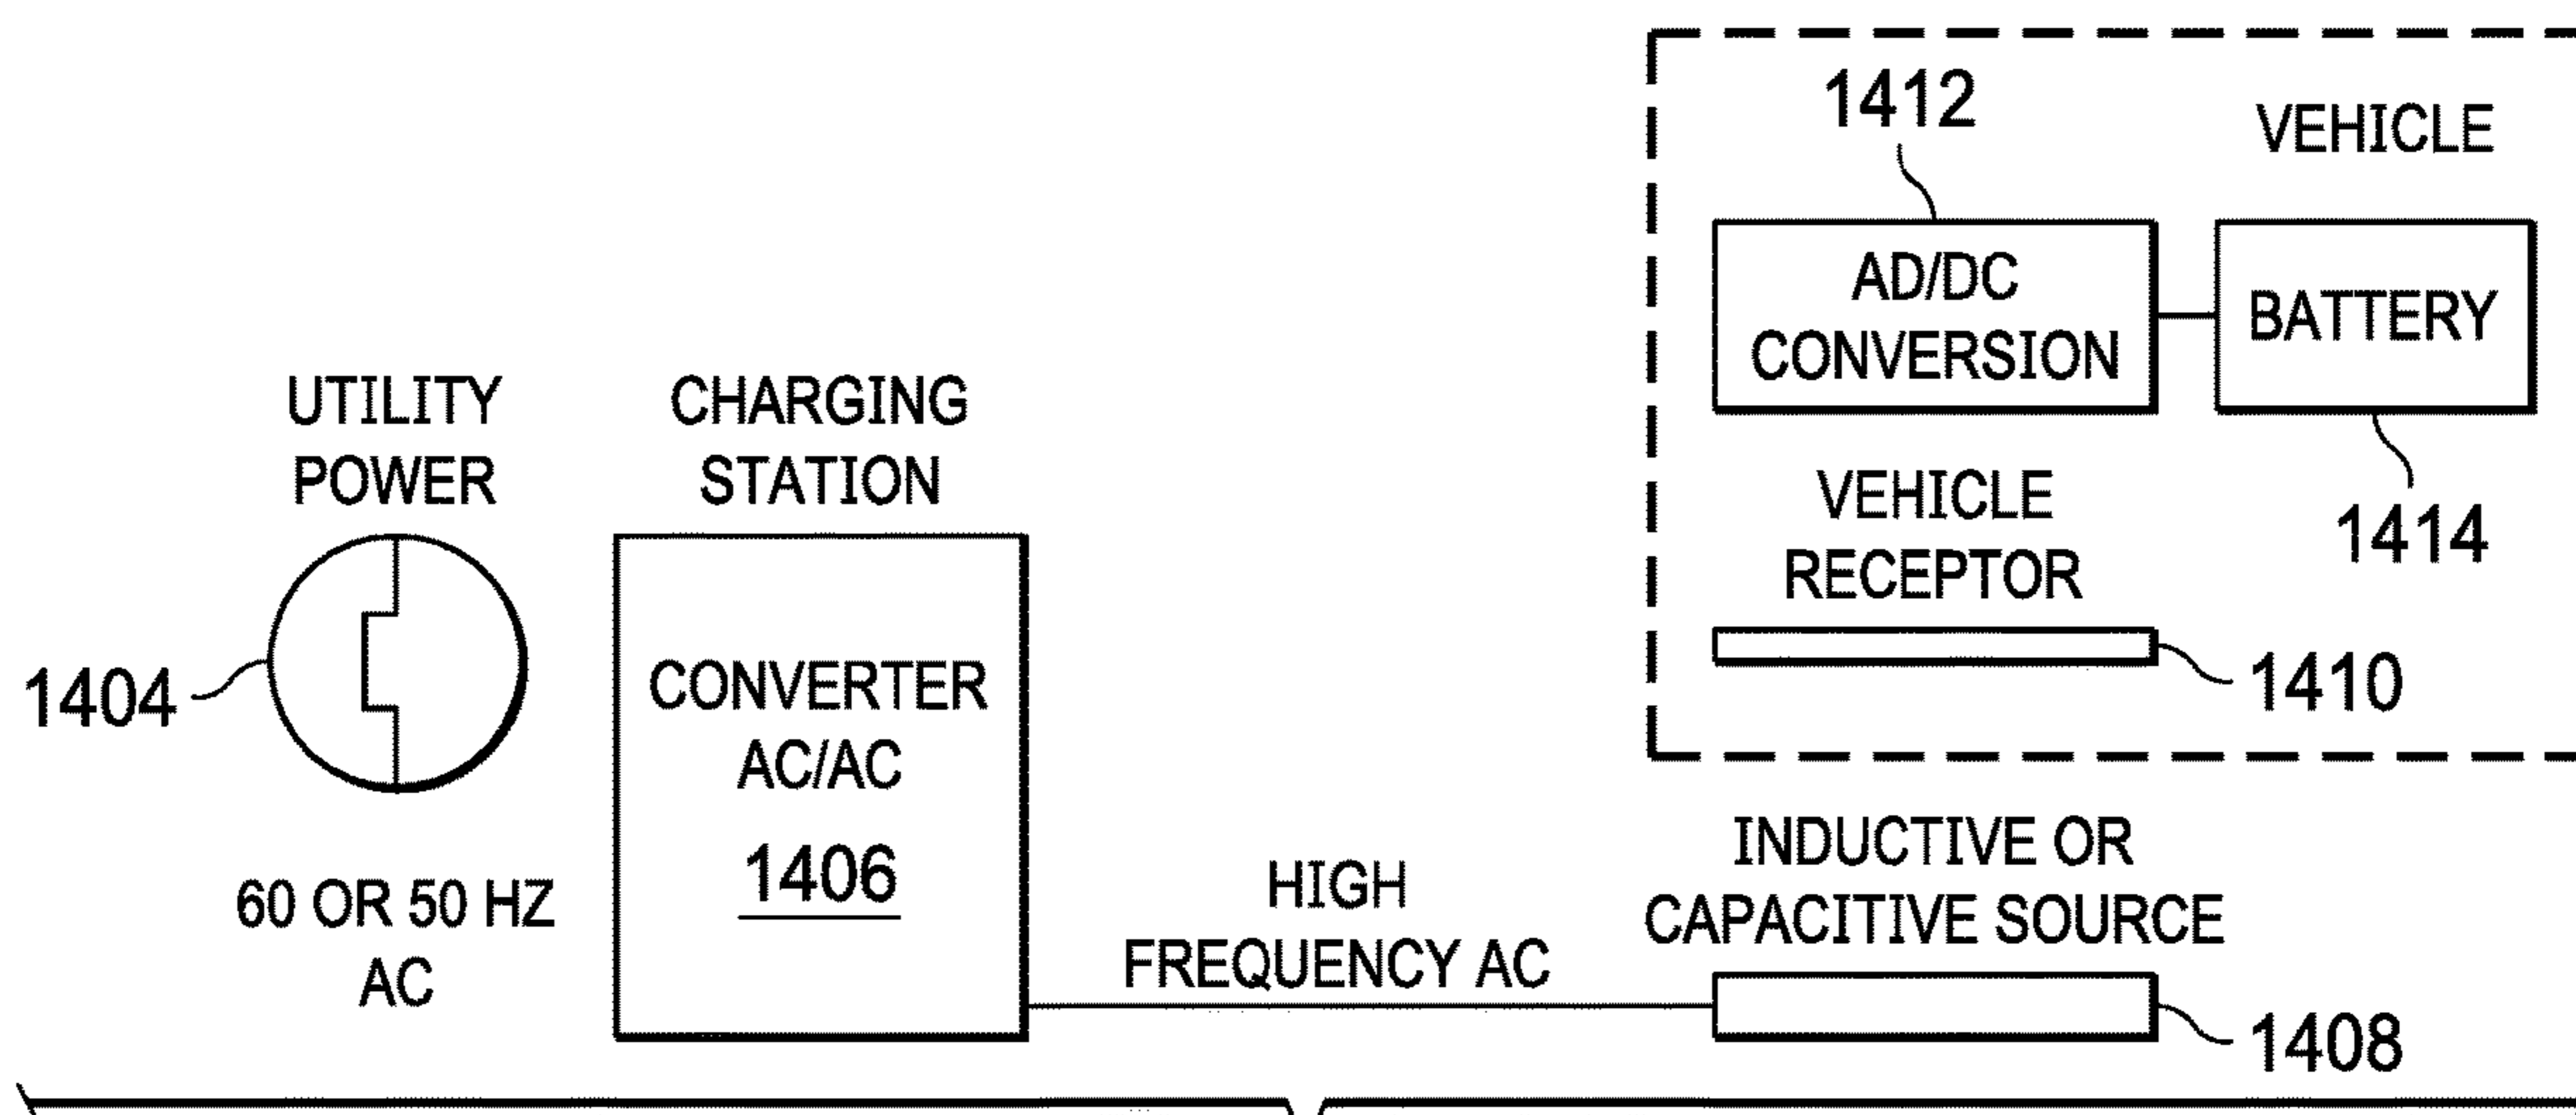 1412
VEHICLE
AD/DC
CONVERSION
BATTERY
1414
VEHICLE
RECEPTOR
1410
UTILITY
POWER
1404
60 OR 50 HZ
AC
CHARGING
STATION
CONVERTER
AC/AC
1406
HIGH
FREQUENCY AC
INDUCTIVE OR
CAPACITIVE SOURCE
1408